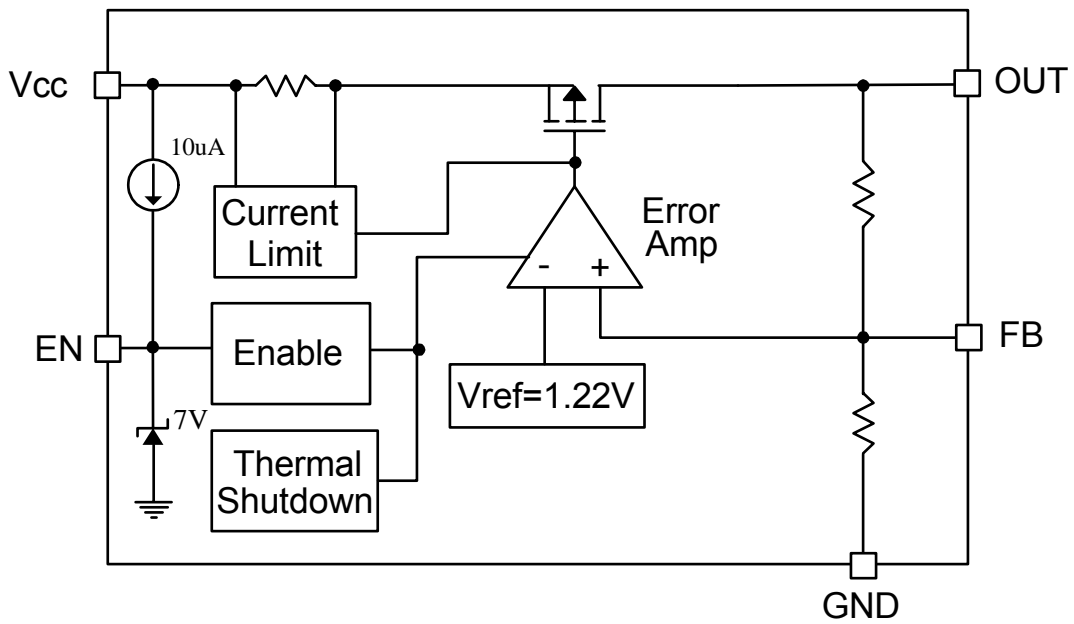 Vcc
OUT
10uA
Current
Limit
Error
Amp
-
+
EN
Enable
FB
Vref=1.22V
7V
Thermal
Shutdown
GND